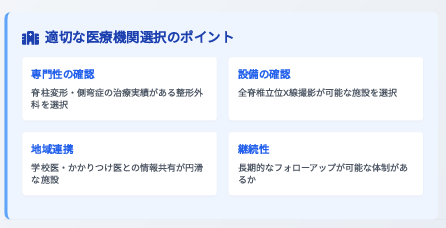 適切な医療機関選択のポイント
専門性の確認
脊柱変形・側弯症の治療実績がある整形外
科を選択
設備の確認
全脊椎立位X線撮影が可能な施設を選択
地域連携
学校医・かかりつけ医との情報共有が円滑
な施設
継続性
長期的なフォローアップが可能な体制があ
るか